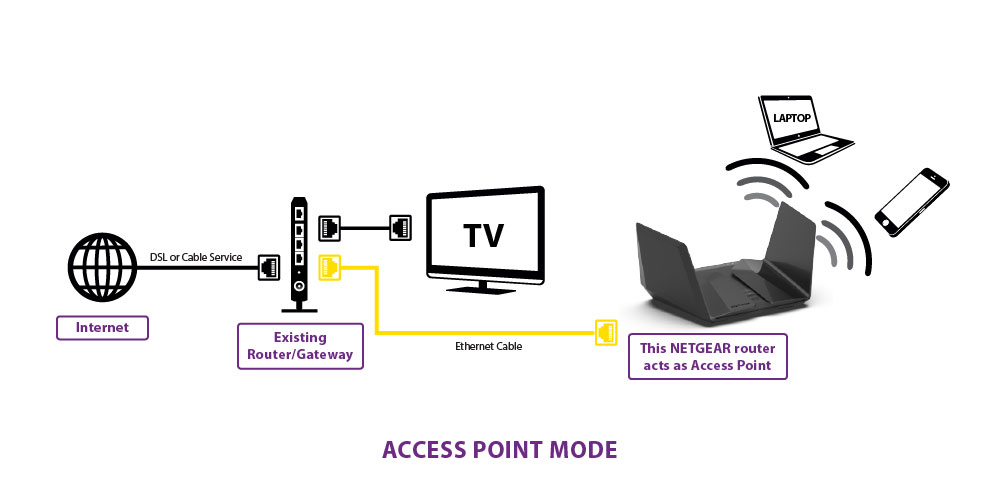 LAPTOP
TV
DSL or Cable Service
Internet
Existing
Router/Gateway
Ethernet Cable
This NETGEAR router
acts as Access Point
ACCESS POINT MODE